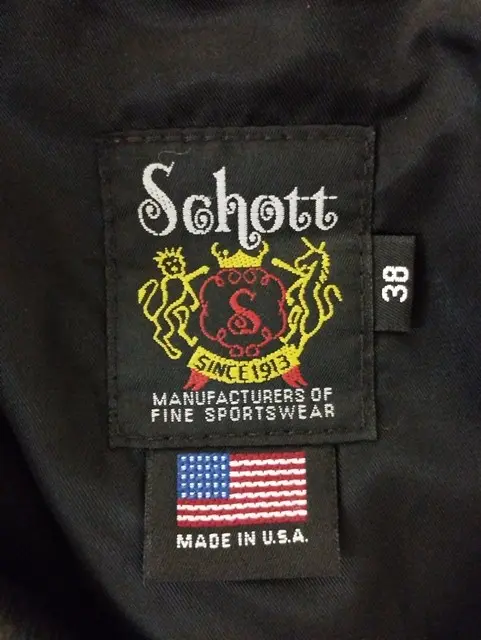 Schott
S
SINCE 1913
MANUFACTURERS OF
FINE SPORTSWEAR
38
MADE IN U.S.A.